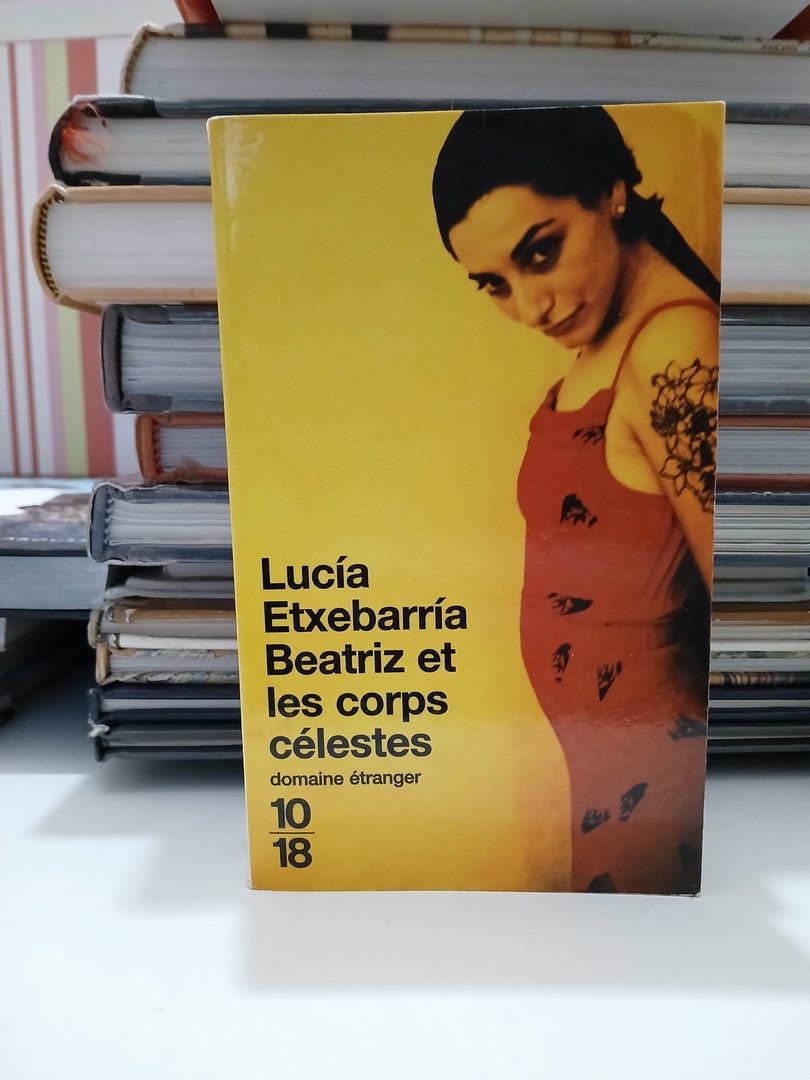 Lucía
Etxebarría
Beatriz et
les corps
célestes
domaine étranger
10
18